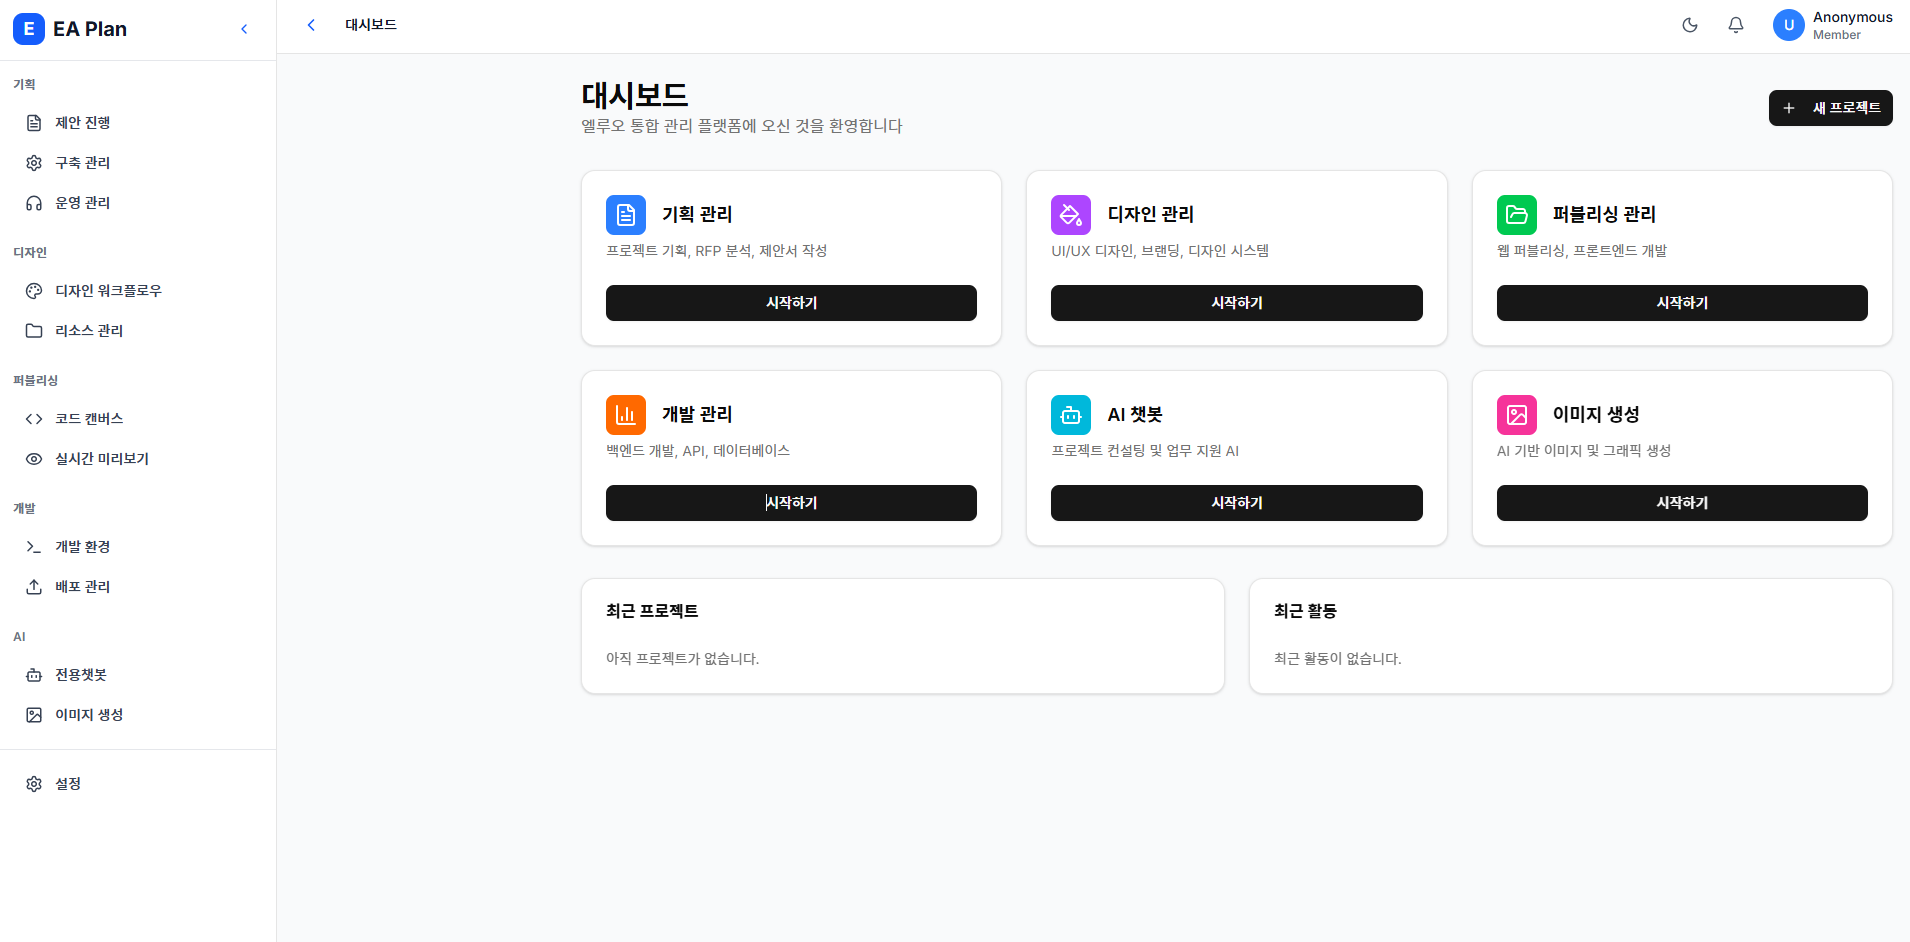 E EA Plan
기획
제안 진행
구축 관리
운영 관리
디자인
디자인 워크플로우
리소스 관리
퍼블리싱
코드 캔버스
실시간 미리보기
개발
개발 환경
배포 관리
AI
전용챗봇
이미지 생성
설정
대시보드
U
Anonymous
Member
대시보드
엘루오 통합 관리 플랫폼에 오신 것을 환영합니다
새 프로젝트
기획 관리
프로젝트 기획, RFP 분석, 제안서 작성
시작하기
디자인 관리
UI/UX 디자인, 브랜딩, 디자인 시스템
시작하기
퍼블리싱 관리
웹 퍼블리싱, 프론트엔드 개발
시작하기
개발 관리
백엔드 개발, API, 데이터베이스
시작하기
AI 챗봇
프로젝트 컨설팅 및 업무 지원 AI
시작하기
이미지 생성
AI 기반 이미지 및 그래픽 생성
시작하기
최근 프로젝트
아직 프로젝트가 없습니다.
최근 활동
최근 활동이 없습니다.